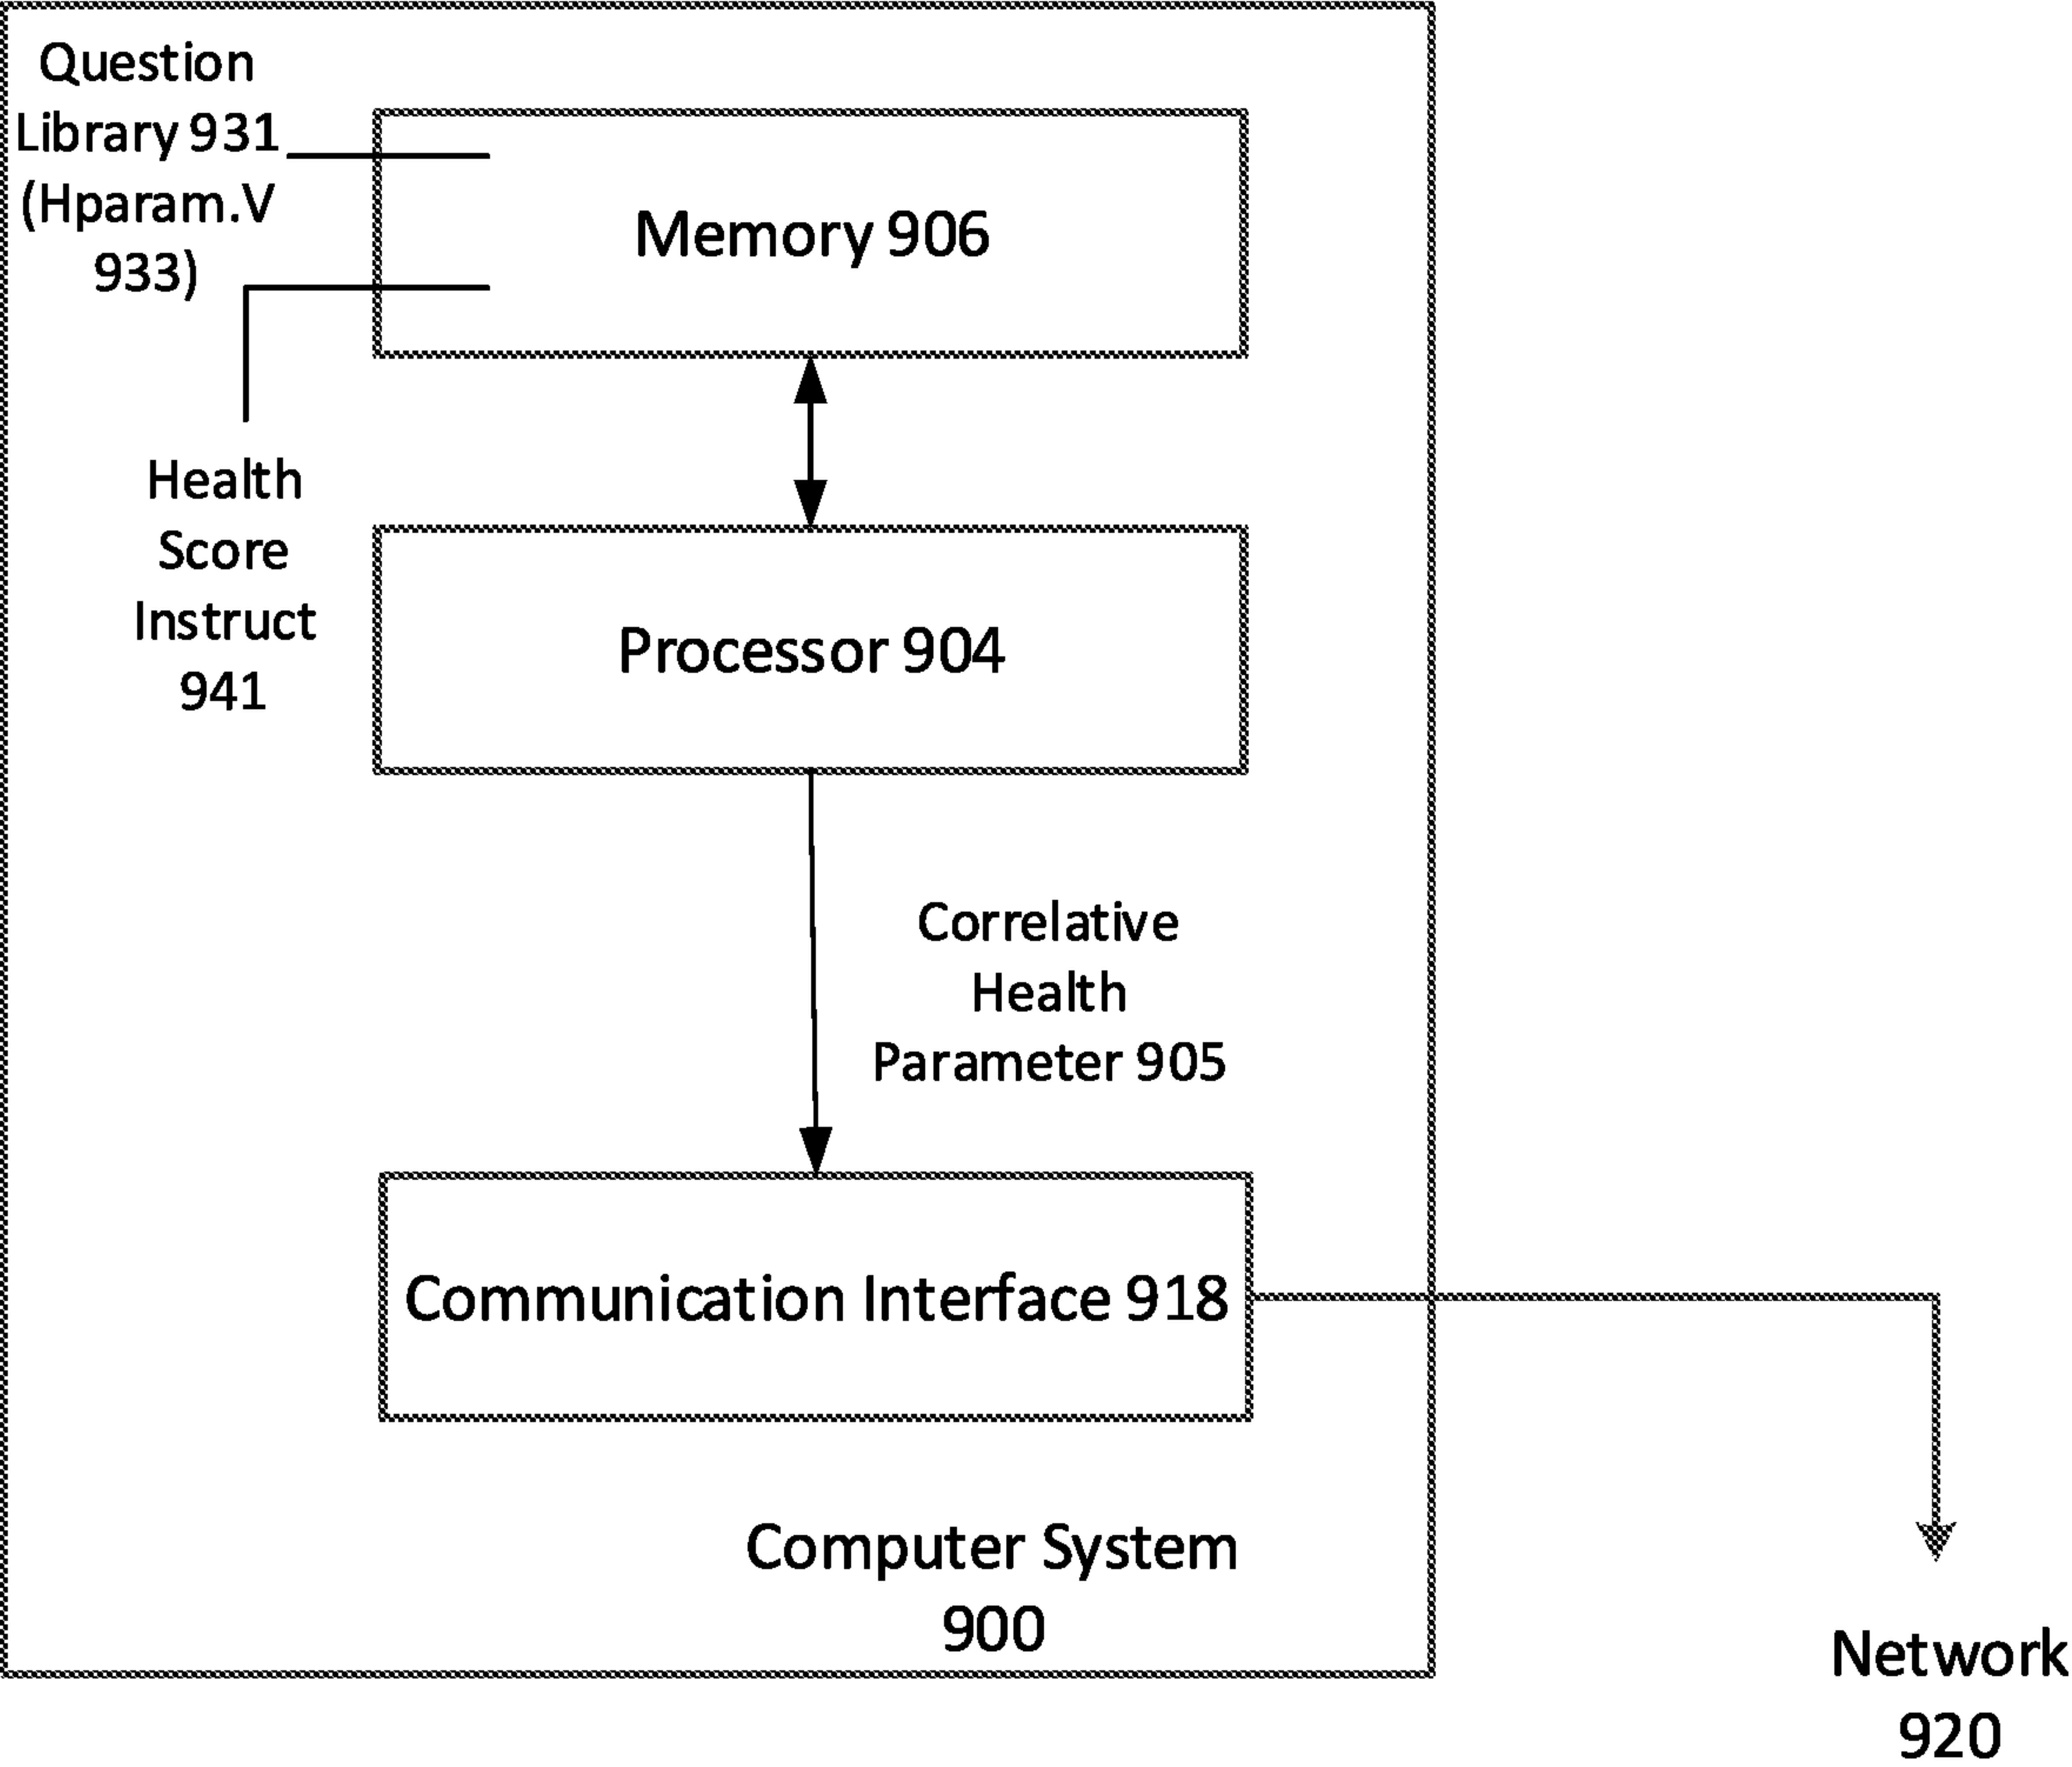 Question
Library 931
(Hparam.V
933)
Memory 906
Health
Score
Instruct
941
Processor 904
Correlative
Health
Parameter 905
Communication Interface 918
Computer System
900
Network
920